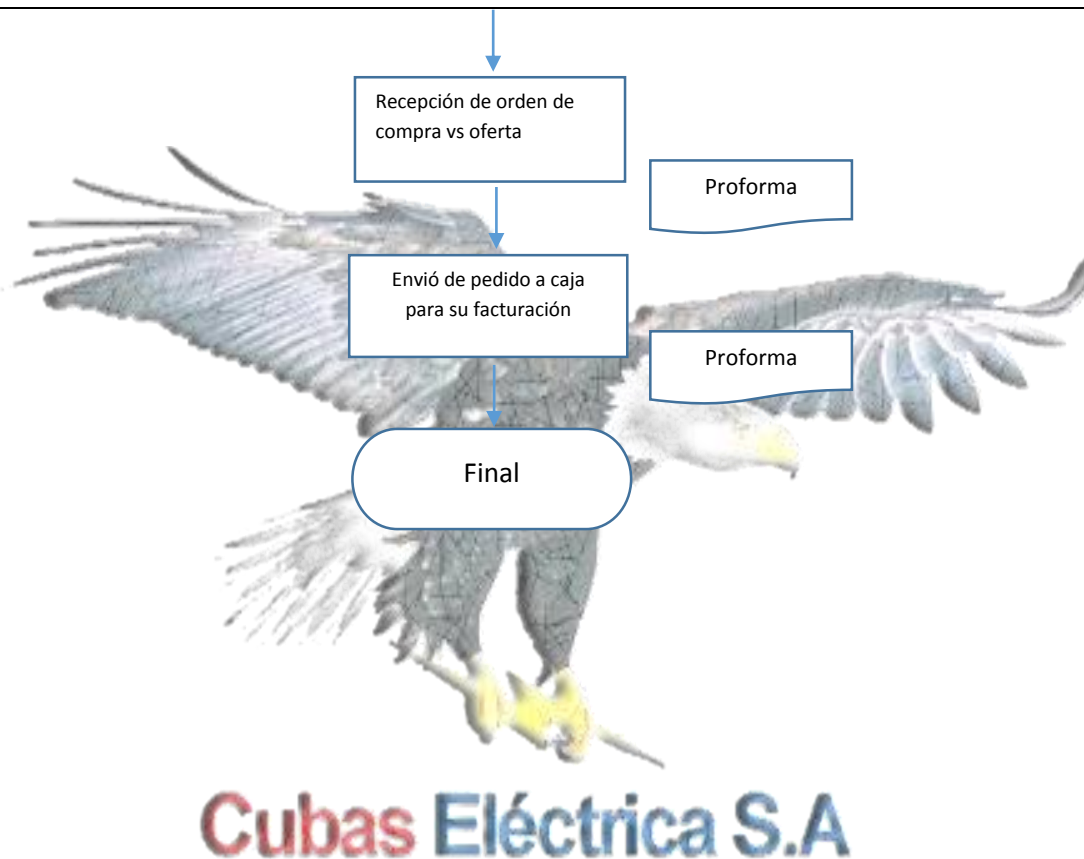 Recepción de orden de
compra vs oferta
Proforma
Envió de pedido a caja
para su facturación
Proforma
Final
Cubas Eléctrica S.A